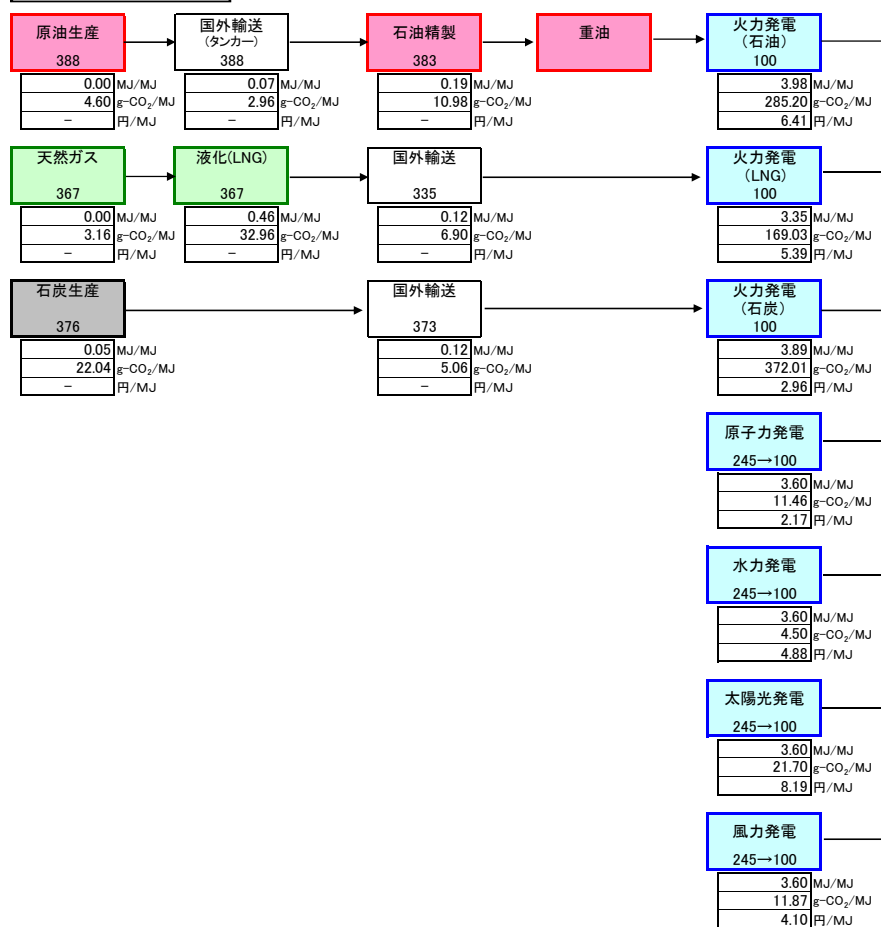 原油生産
388
国外輸送
(タンカー)
388
石油精製
383
重油
火力発電
(石油)
100
0.00 MJ/MJ
4.60 g-CO₂/MJ
- 円/MJ
0.07 MJ/MJ
2.96 g-CO₂/MJ
- 円/MJ
0.19 MJ/MJ
10.98 g-CO₂/MJ
- 円/MJ
3.98 MJ/MJ
285.20 g-CO₂/MJ
6.41 円/MJ
天然ガス
367
液化(LNG)
367
国外輸送
335
火力発電
(LNG)
100
0.00 MJ/MJ
3.16 g-CO₂/MJ
- 円/MJ
0.46 MJ/MJ
32.96 g-CO₂/MJ
- 円/MJ
0.12 MJ/MJ
6.90 g-CO₂/MJ
- 円/MJ
3.35 MJ/MJ
169.03 g-CO₂/MJ
5.39 円/MJ
石炭生産
376
国外輸送
373
火力発電
(石炭)
100
0.05 MJ/MJ
22.04 g-CO₂/MJ
- 円/MJ
0.12 MJ/MJ
5.06 g-CO₂/MJ
- 円/MJ
3.89 MJ/MJ
372.01 g-CO₂/MJ
2.96 円/MJ
原子力発電
245→100
3.60 MJ/MJ
11.46 g-CO₂/MJ
2.17 円/MJ
水力発電
245→100
3.60 MJ/MJ
4.50 g-CO₂/MJ
4.88 円/MJ
太陽光発電
245→100
3.60 MJ/MJ
21.70 g-CO₂/MJ
8.19 円/MJ
風力発電
245→100
3.60 MJ/MJ
11.87 g-CO₂/MJ
4.10 円/MJ